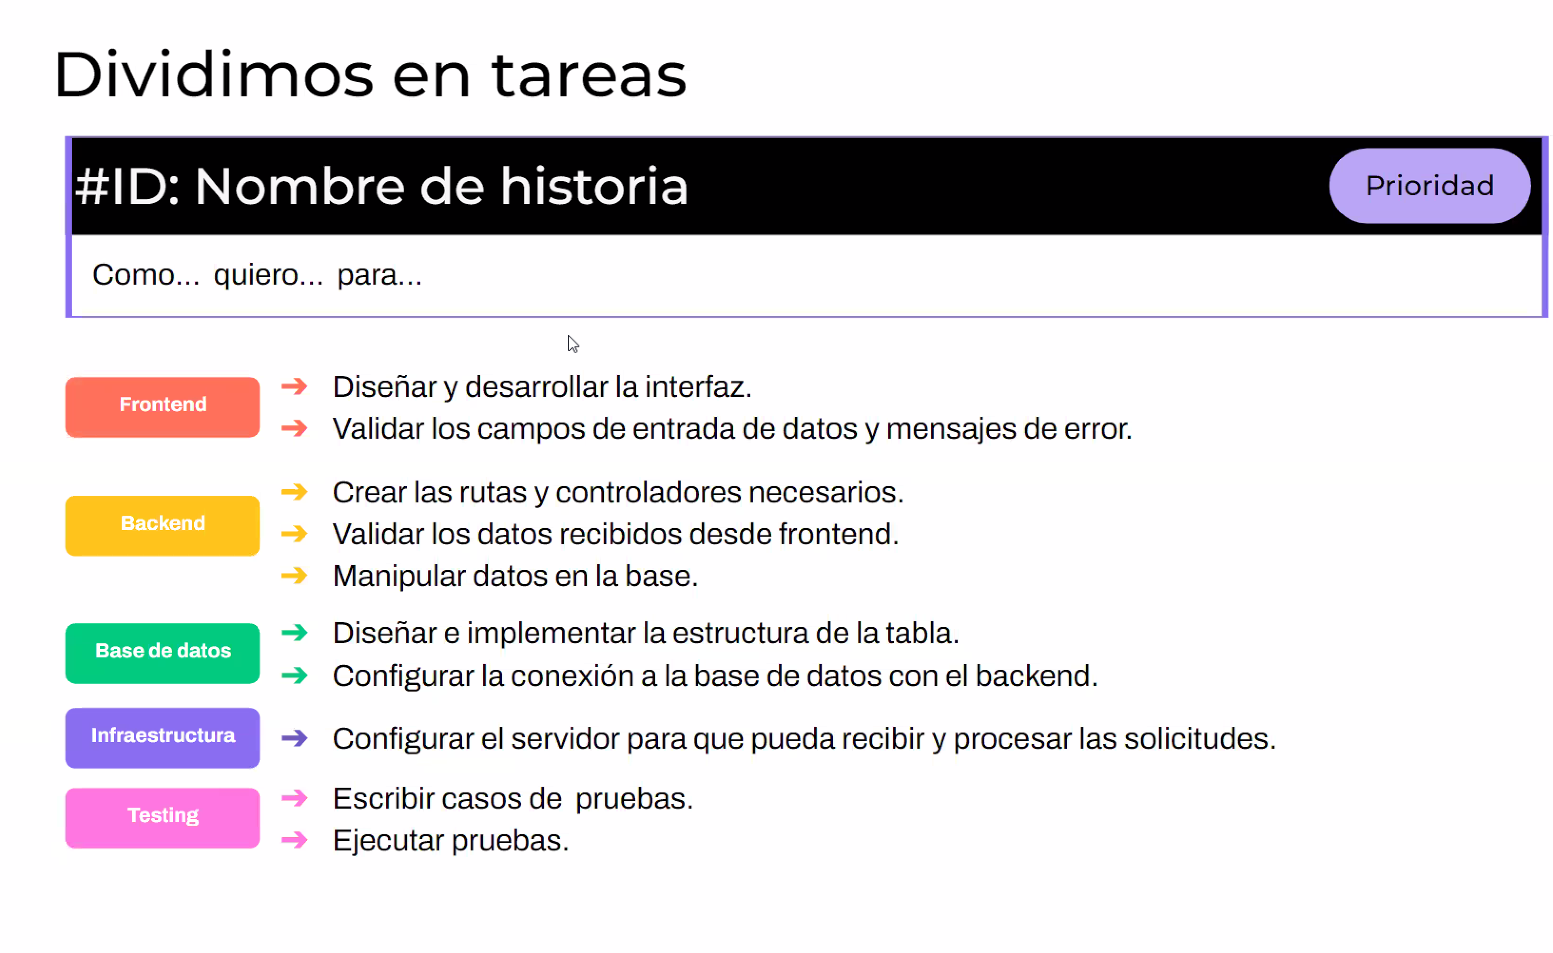 Dividimos en tareas
#ID: Nombre de historia
Prioridad
Como... quiero... para...
Frontend
➔ Diseñar y desarrollar la interfaz.
➔ Validar los campos de entrada de datos y mensajes de error.
Backend
➔ Crear las rutas y controladores necesarios.
➔ Validar los datos recibidos desde frontend.
➔ Manipular datos en la base.
Base de datos
➔ Diseñar e implementar la estructura de la tabla.
➔ Configurar la conexión a la base de datos con el backend.
Infraestructura
➔ Configurar el servidor para que pueda recibir y procesar las solicitudes.
Testing
➔ Escribir casos de pruebas.
➔ Ejecutar pruebas.